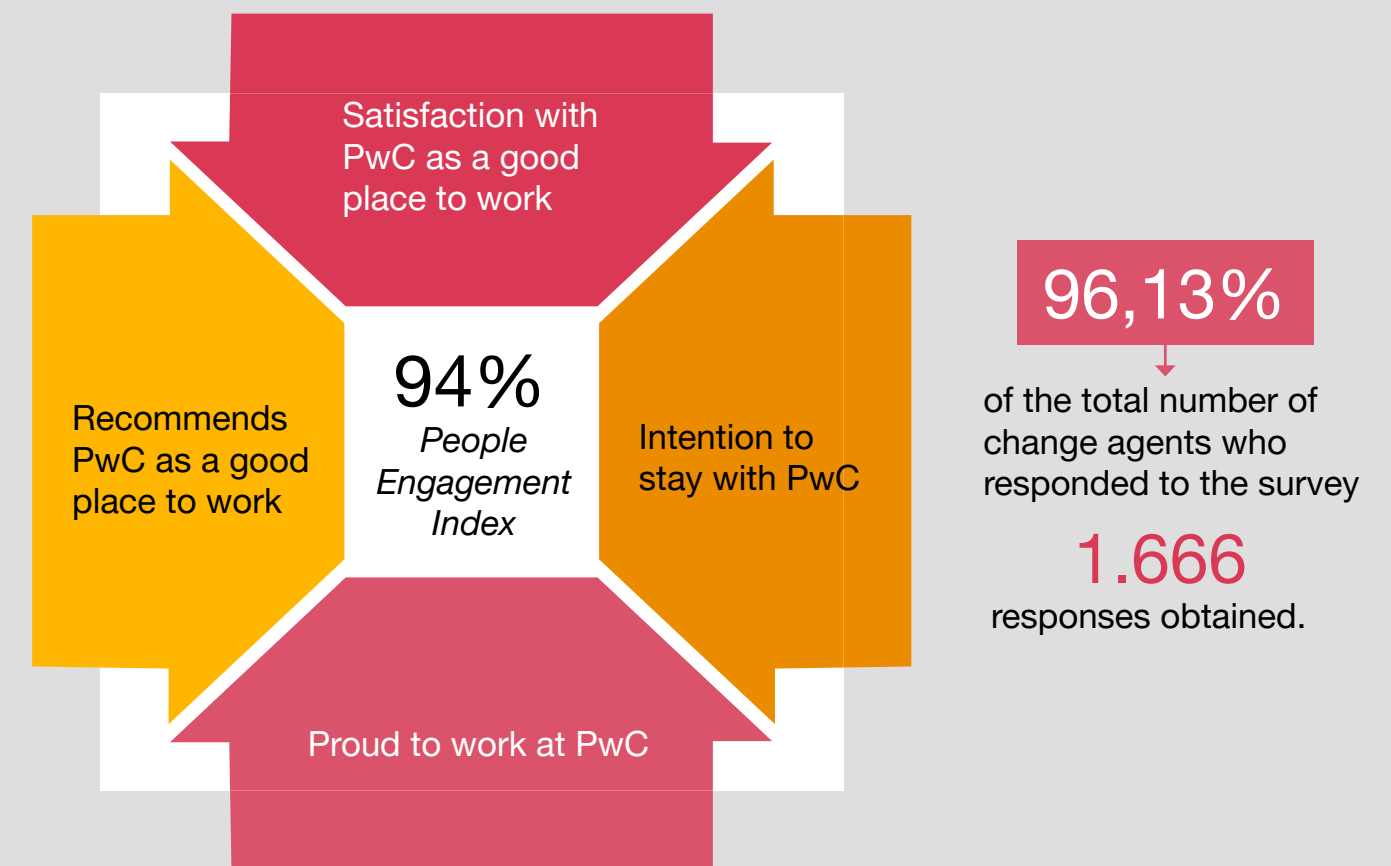 Satisfaction with
PwC as a good
place to work
Recommends
PwC as a good
place to work
94%
People
Engagement
Index
Intention to
stay with PwC
Proud to work at PwC
96,13%
of the total number of
change agents who
responded to the survey
1.666
responses obtained.